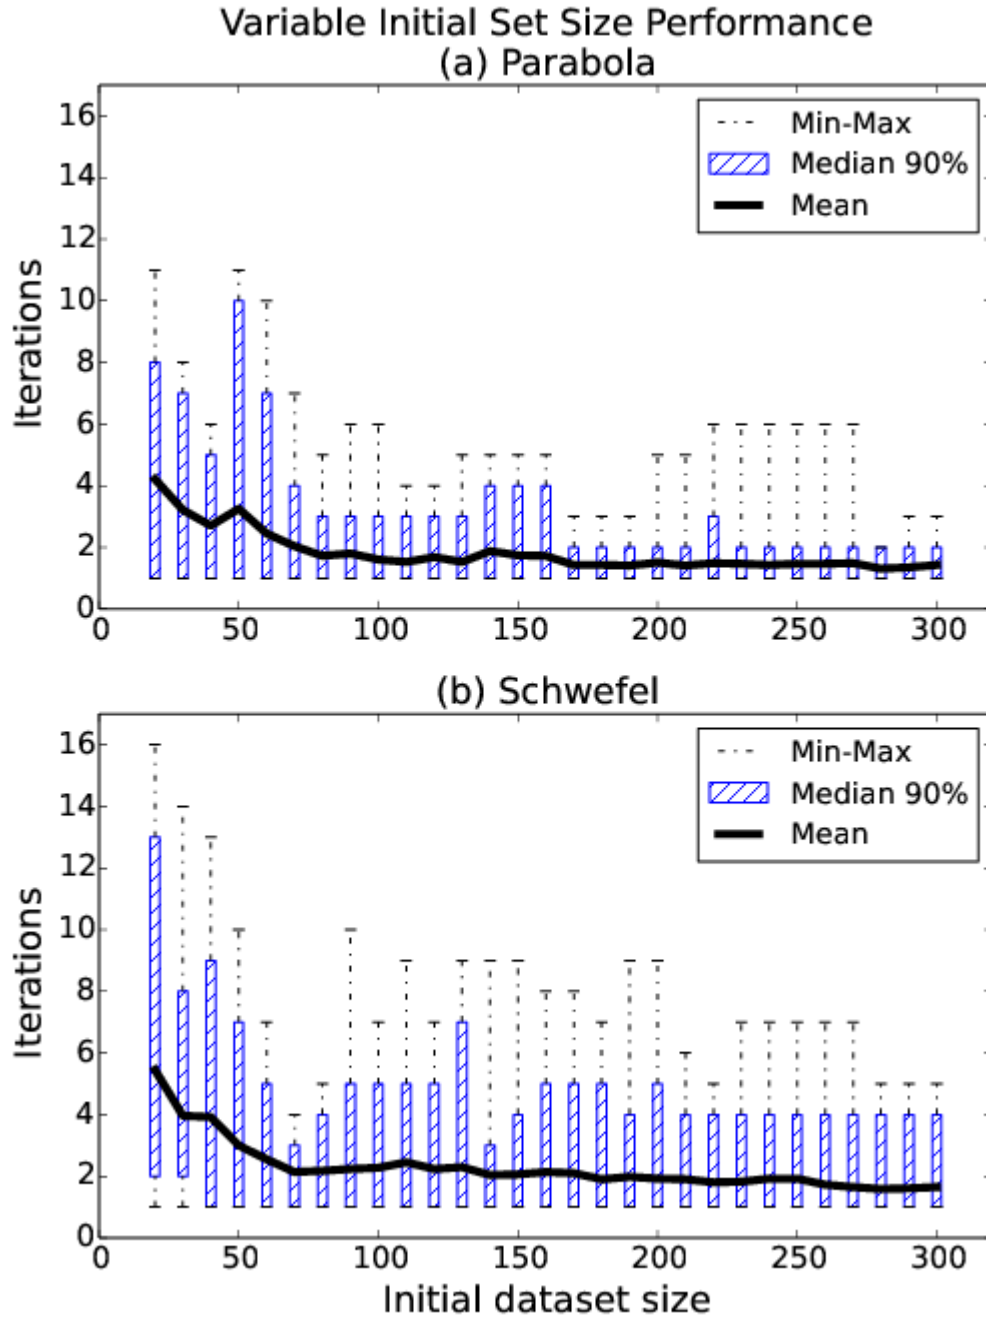 Variable Initial Set Size Performance
(a) Parabola
16
14
12
10
8
6
4
2
0
Iterations
Min-Max
Median 90%
Mean
0 50 100 150 200 250 300
(b) Schwefel
16
14
12
10
8
6
4
2
0
Iterations
Min-Max
Median 90%
Mean
0 50 100 150 200 250 300
Initial dataset size